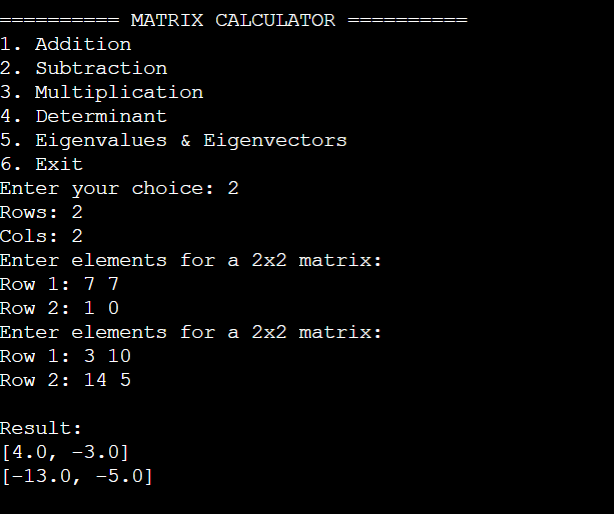 ========== MATRIX CALCULATOR ==========
1. Addition
2. Subtraction
3. Multiplication
4. Determinant
5. Eigenvalues & Eigenvectors
6. Exit
Enter your choice: 2
Rows: 2
Cols: 2
Enter elements for a 2x2 matrix:
Row 1: 7 7
Row 2: 1 0
Enter elements for a 2x2 matrix:
Row 1: 3 10
Row 2: 14 5

Result:
[4.0, -3.0]
[-13.0, -5.0]